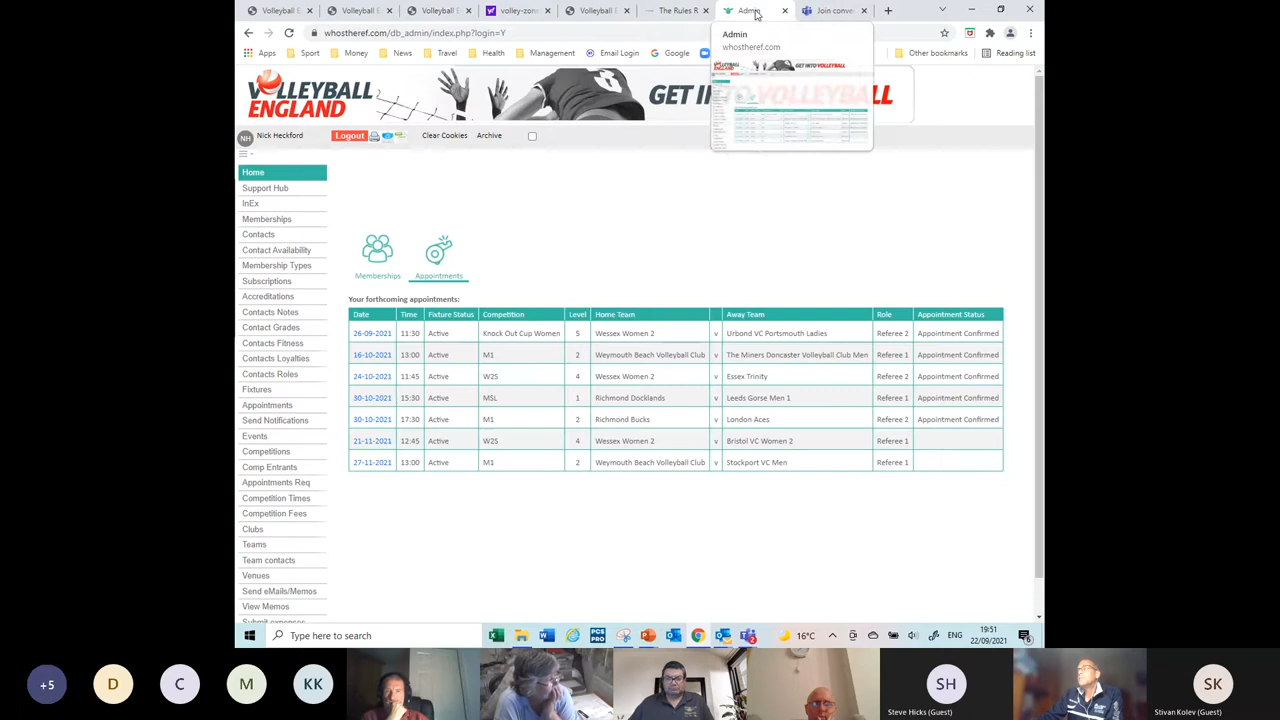 Volleyball E
Volleyball E
Volleyball E
volley-zone
Volleyball E
The Rules R
Admin
Join conve
whostheref.com/db_admin/index.php?login=Y
Apps
Sport
Money
News
Travel
Health
Management
Email Login
Google
Other bookmarks
Reading list
Admin
whostheref.com
VOLLEYBALL
ENGLAND
GET INTO VOLLEYBALL
NH
Nick Heckford
Logout
Clear Cookies
Archive
Home
Support Hub
InEx
Memberships
Contacts
Contact Availability
Membership Types
Subscriptions
Accreditations
Contacts Notes
Contact Grades
Contacts Fitness
Contacts Loyalties
Contacts Roles
Fixtures
Appointments
Send Notifications
Events
Competitions
Comp Entrants
Appointments Req
Competition Times
Competition Fees
Clubs
Teams
Team contacts
Venues
Send eMails/Memos
View Memos
Submit expenses
Memberships
Appointments
Your forthcoming appointments:
Date Time Fixture Status Competition Level Home Team Away Team Role Appointment Status
26-09-2021 11:30 Active Knock Out Cup Women 5 Wessex Women 2 v Urbond VC Portsmouth Ladies Referee 2 Appointment Confirmed
16-10-2021 13:00 Active M1 2 Weymouth Beach Volleyball Club v The Miners Doncaster Volleyball Club Men Referee 1 Appointment Confirmed
24-10-2021 11:45 Active W2S 4 Wessex Women 2 v Essex Trinity Referee 2 Appointment Confirmed
30-10-2021 15:30 Active MSL 1 Richmond Docklands v Leeds Gorse Men 1 Referee 1 Appointment Confirmed
30-10-2021 17:30 Active M1 2 Richmond Bucks v London Aces Referee 2 Appointment Confirmed
21-11-2021 12:45 Active W2S 4 Wessex Women 2 v Bristol VC Women 2 Referee 1
27-11-2021 13:00 Active M1 2 Weymouth Beach Volleyball Club v Stockport VC Men Referee 1
Type here to search
PCS
PRO
16°C
ENG
19:51
22/09/2021
+5
D
C
M
KK
SH
Steve Hicks (Guest)
SK
Stivan Kolev (Guest)